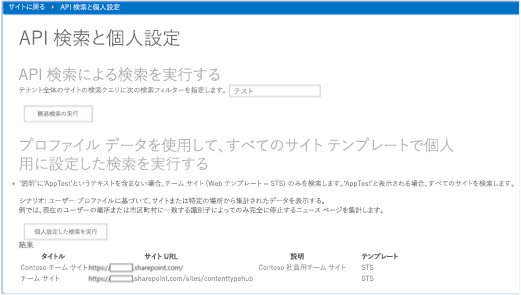 サイトに戻る ▸ API 検索と個人設定
API 検索と個人設定
API 検索による検索を実行する
テナント全体のサイトの検索クエリに次の検索フィルターを指定します。 テスト
簡易検索の実行
プロファイル データを使用して、すべてのサイト テンプレートで個人
用に設定した検索を実行する
• '説明'に'AppTest'というテキストを含まない場合、チーム サイト (Web テンプレート = STS) のみを検索します。'AppTest'と表示される場合、すべてのサイトを検索します。
シナリオ: ユーザー プロファイルに基づいて、サイトまたは特定の場所から集計されたデータを表示する。
例では、現在のユーザーの場所または市区町村に一致する識別子によってのみ完全に停止するニュース ページを集計します。
個人設定した検索を実行
結果
タイトル サイト URL 説明 テンプレート
Contoso チーム サイト https:// .sharepoint.com/ Contoso 社員用チーム サイト STS
チーム サイト https:// .sharepoint.com/sites/contenttypehub STS